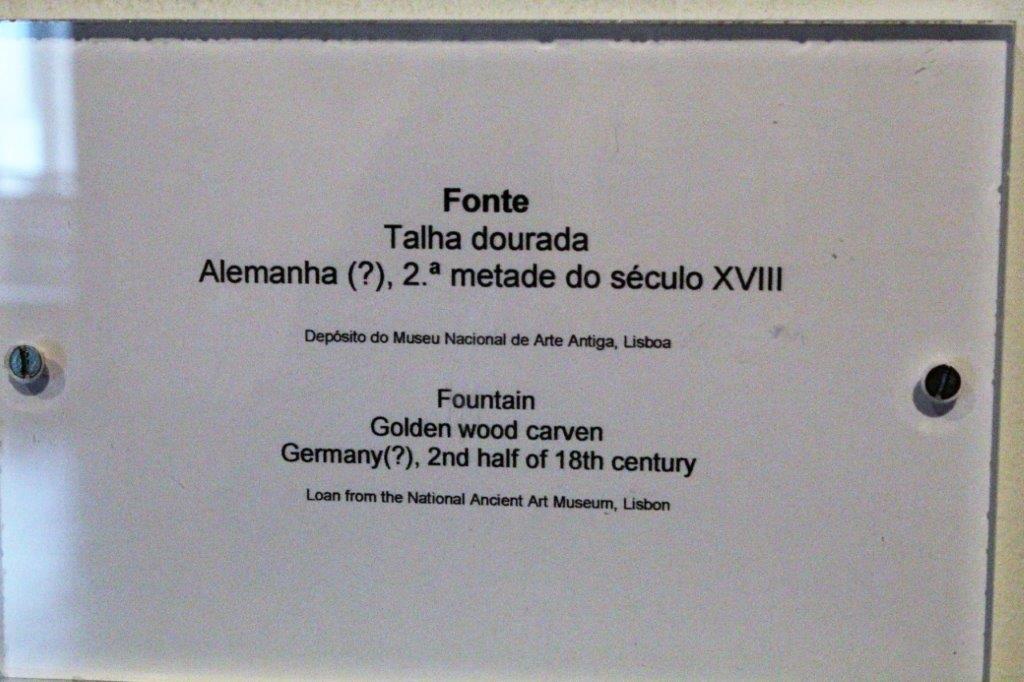 Fonte
Talha dourada
Alemanha (?), 2.ª metade do século XVIII
Depósito do Museu Nacional de Arte Antiga, Lisboa
Fountain
Golden wood carven
Germany(?), 2nd half of 18th century
Loan from the National Ancient Art Museum, Lisbon